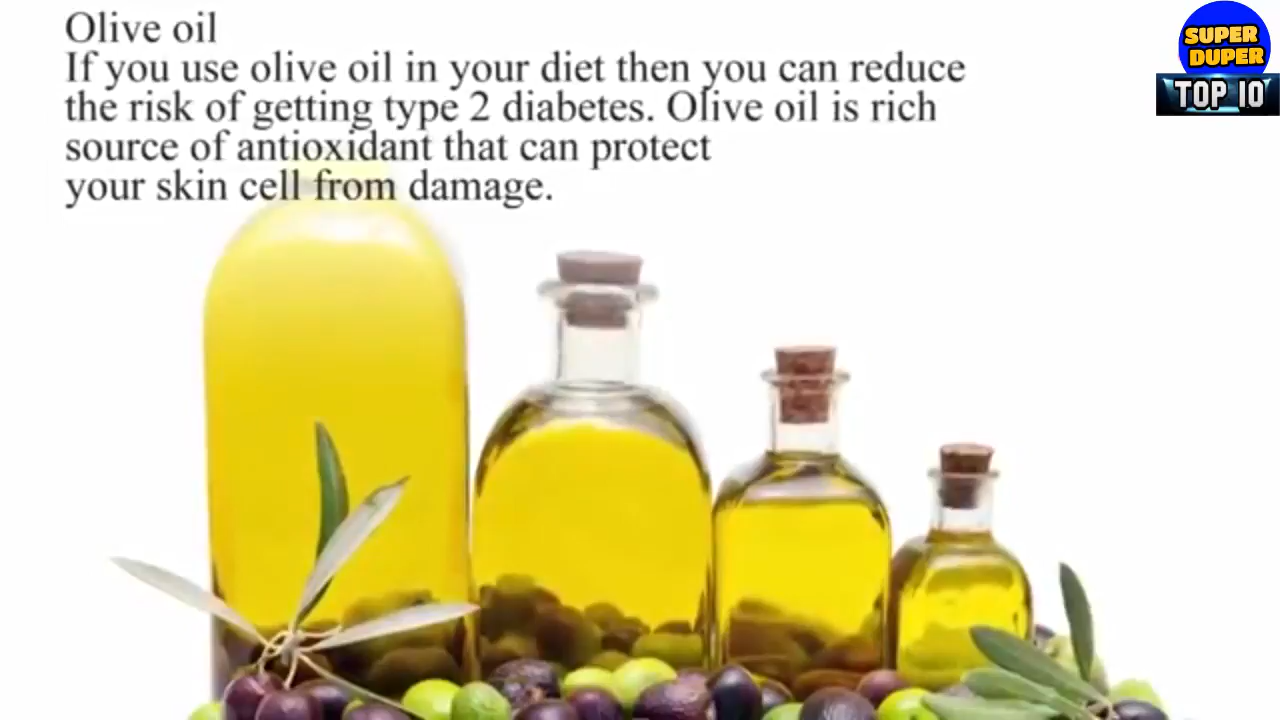 Olive oil
If you use olive oil in your diet then you can reduce
the risk of getting type 2 diabetes. Olive oil is rich
source of antioxidant that can protect
your skin cell from damage.
SUPER
DUPER
TOP 10